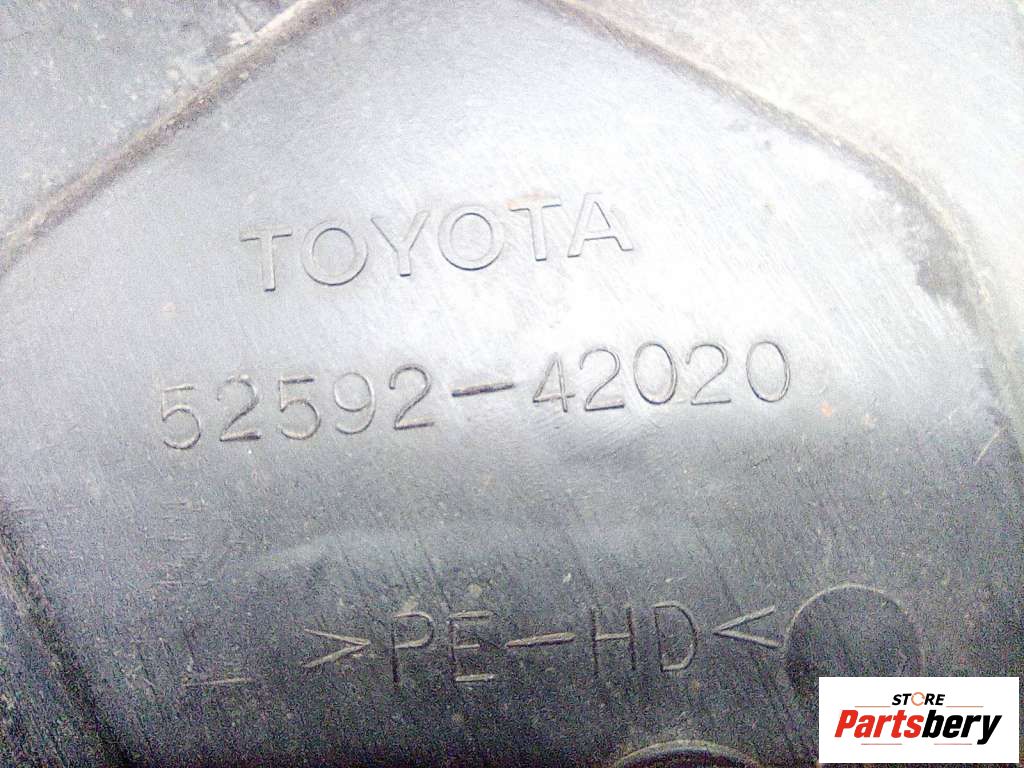 TOYOTA
52592-42020
>PE-HD<
STORE
Partsbery